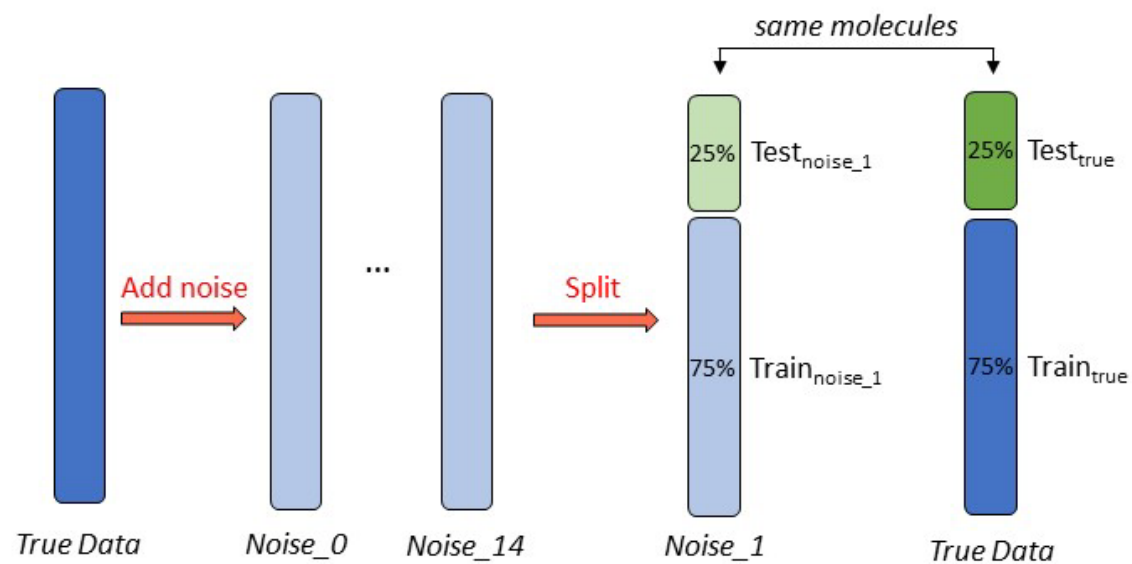 same molecules
25% Test_noise_1
25% Test_true
Add noise
...
Split
75% Train_noise_1
75% Train_true
True Data
Noise_0
Noise_14
Noise_1
True Data